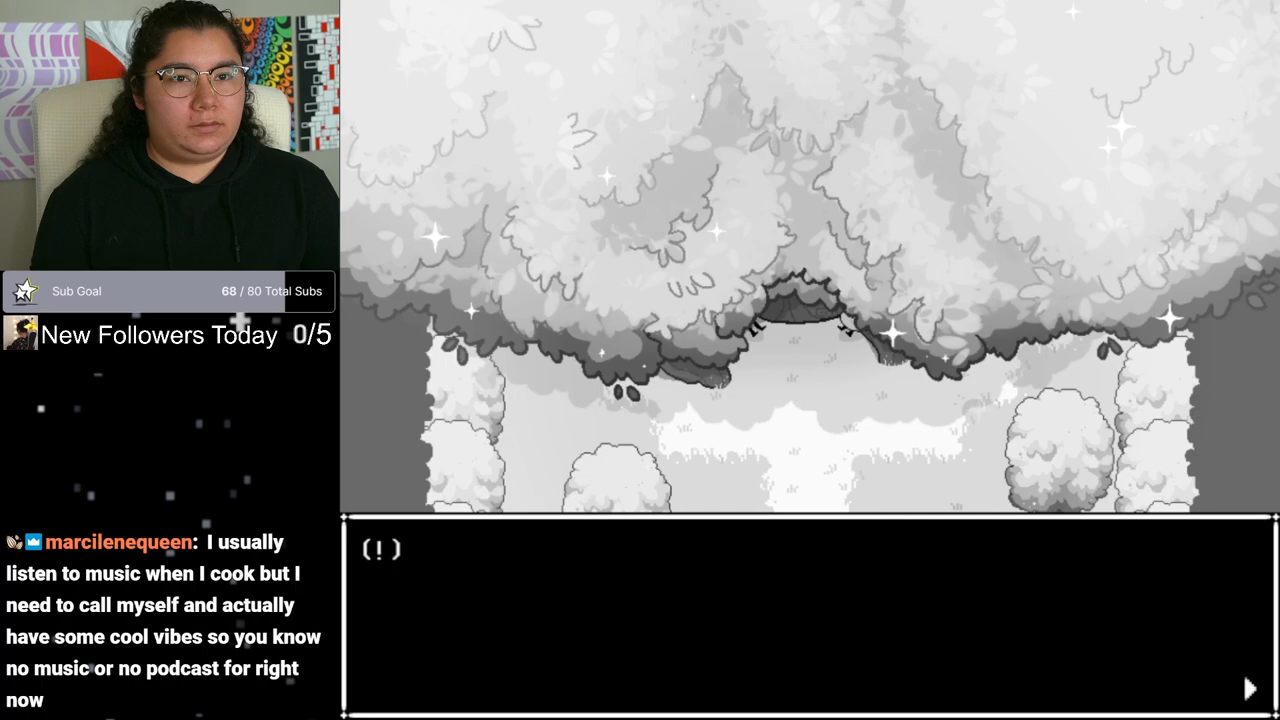 Sub Goal
68 / 80 Total Subs
New Followers Today 0/5
marcilenequeen: I usually
listen to music when I cook but I
need to call myself and actually
have some cool vibes so you know
no music or no podcast for right
now
(!)